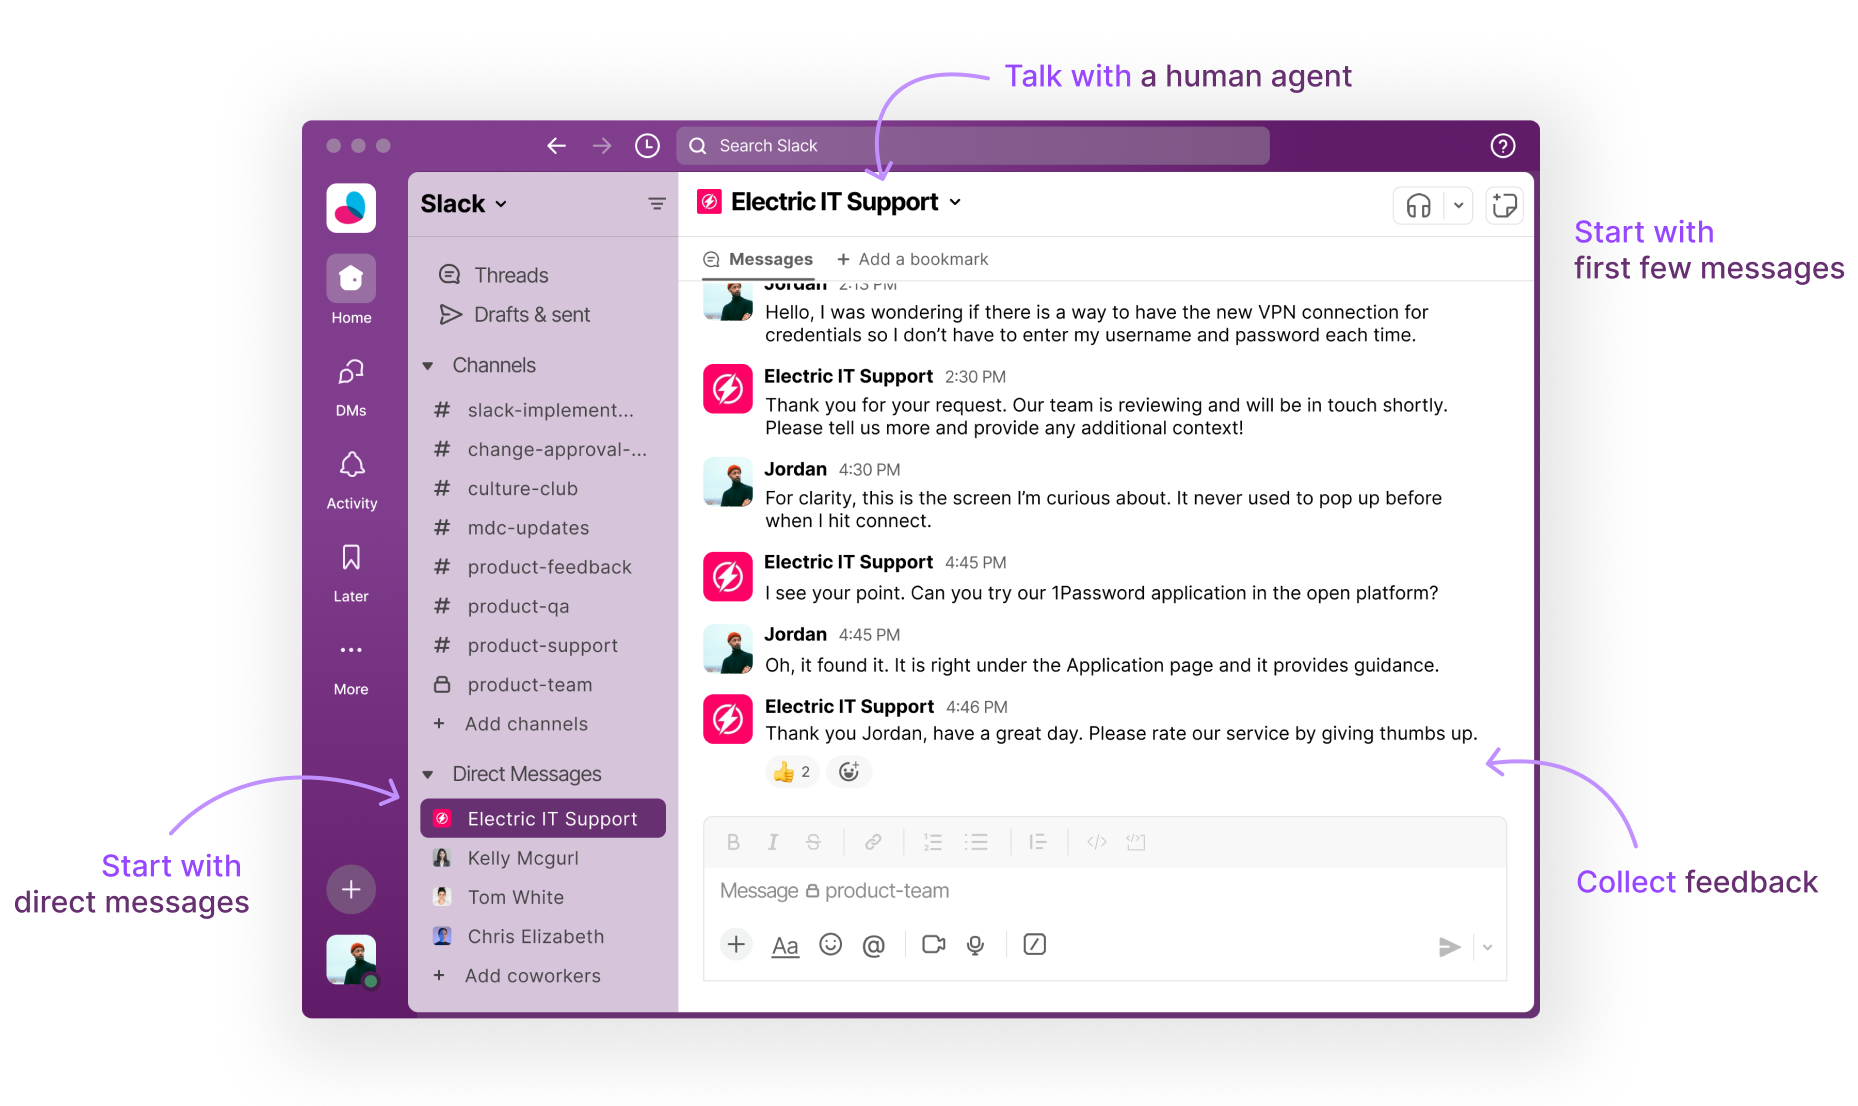 Talk with a human agent
Search Slack
Slack
Electric IT Support
Start with
first few messages
Messages
+ Add a bookmark
Home
DMs
Activity
Later
More
Threads
Drafts & sent
Channels
# slack-implement...
# change-approval-...
# culture-club
# mdc-updates
# product-feedback
# product-qa
# product-support
product-team
+ Add channels
Direct Messages
Electric IT Support
Kelly Mcgurl
Tom White
Chris Elizabeth
+ Add coworkers
Start with
direct messages
Jordan 2:13 PM
Hello, I was wondering if there is a way to have the new VPN connection for
credentials so I don’t have to enter my username and password each time.
Electric IT Support 2:30 PM
Thank you for your request. Our team is reviewing and will be in touch shortly.
Please tell us more and provide any additional context!
Jordan 4:30 PM
For clarity, this is the screen I’m curious about. It never used to pop up before
when I hit connect.
Electric IT Support 4:45 PM
I see your point. Can you try our 1Password application in the open platform?
Jordan 4:45 PM
Oh, it found it. It is right under the Application page and it provides guidance.
Electric IT Support 4:46 PM
Thank you Jordan, have a great day. Please rate our service by giving thumbs up.
👍 2
Collect feedback
B I S
Message product-team
+ Aa @